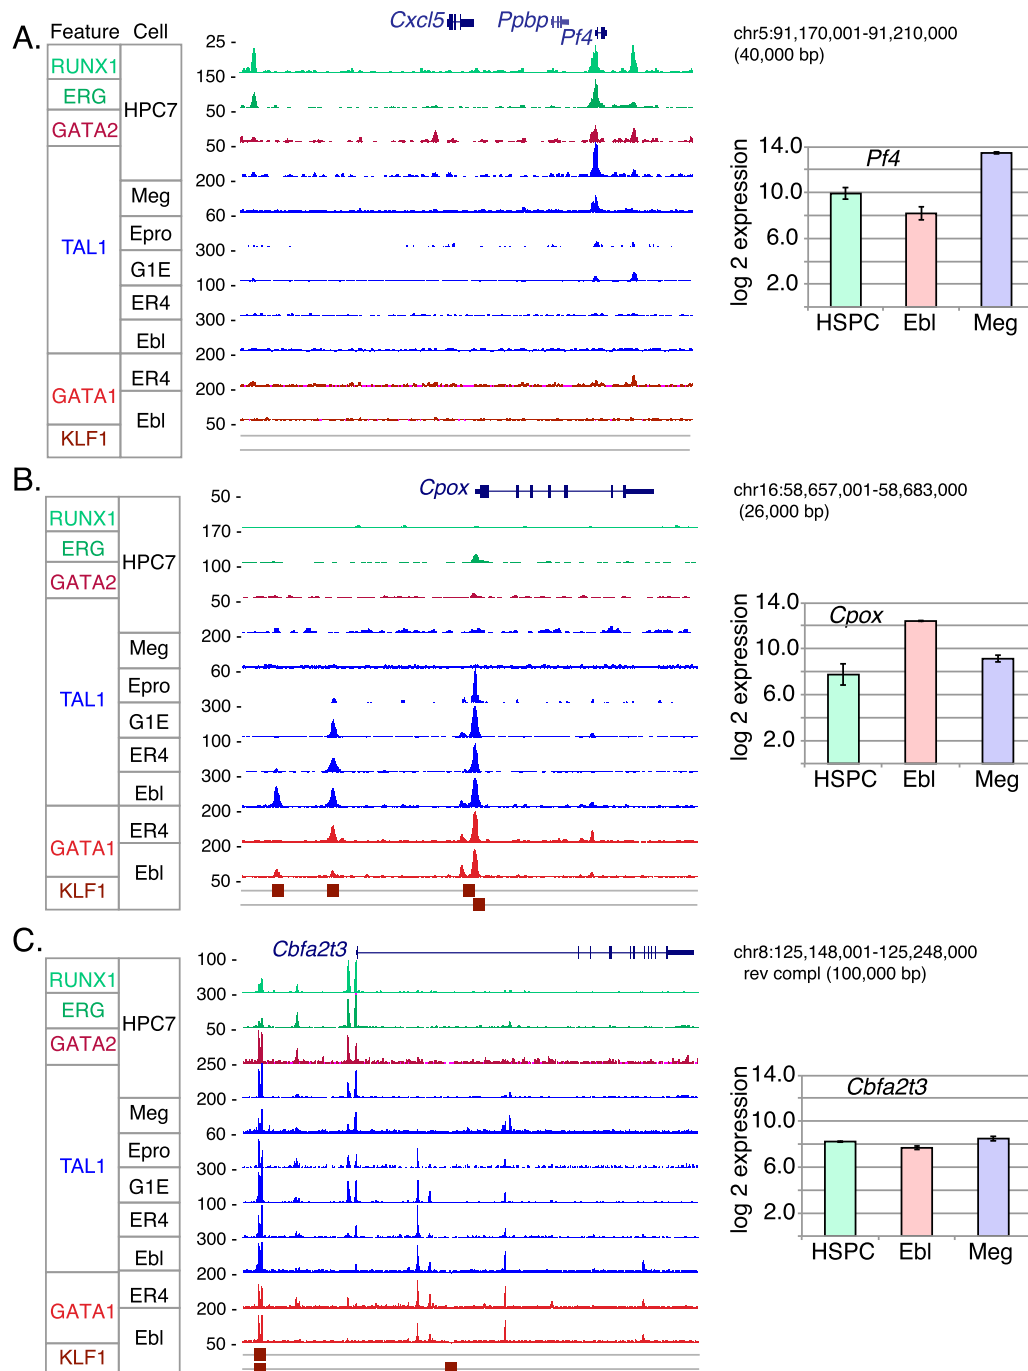 A.
Feature Cell
Cxcl5 Ppbp
Pf4
chr5:91,170,001-91,210,000
(40,000 bp)
25 -
RUNX1
150 -
ERG
HPC7
50 -
GATA2
50 -
200 -
Meg
60 -
TAL1
Epro
300 -
G1E
100 -
ER4
300 -
Ebl
200 -
ER4
GATA1
200 -
Ebl
50 -
KLF1
log 2 expression
Pf4
14.0
10.0
6.0
2.0
HSPC Ebl Meg
B.
Cpox
chr16:58,657,001-58,683,000
(26,000 bp)
50 -
RUNX1
170 -
ERG
HPC7
100 -
GATA2
50 -
200 -
Meg
60 -
Epro
TAL1
300 -
G1E
100 -
ER4
300 -
Ebl
200 -
ER4
GATA1
200 -
Ebl
50 -
KLF1
log 2 expression
Cpox
14.0
10.0
6.0
2.0
HSPC Ebl Meg
C.
Cbfa2t3
chr8:125,148,001-125,248,000
rev compl (100,000 bp)
100 -
RUNX1
300 -
ERG
HPC7
50 -
GATA2
250 -
200 -
Meg
60 -
Epro
TAL1
300 -
G1E
100 -
ER4
300 -
Ebl
200 -
ER4
GATA1
200 -
Ebl
50 -
KLF1
log 2 expression
Cbfa2t3
14.0
10.0
6.0
2.0
HSPC Ebl Meg